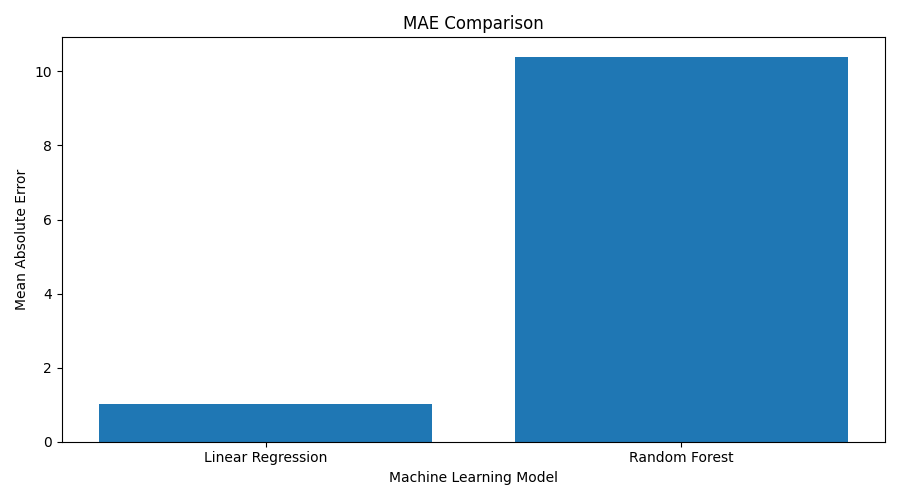 MAE Comparison
Mean Absolute Error
10
8
6
4
2
0
Linear Regression
Random Forest
Machine Learning Model